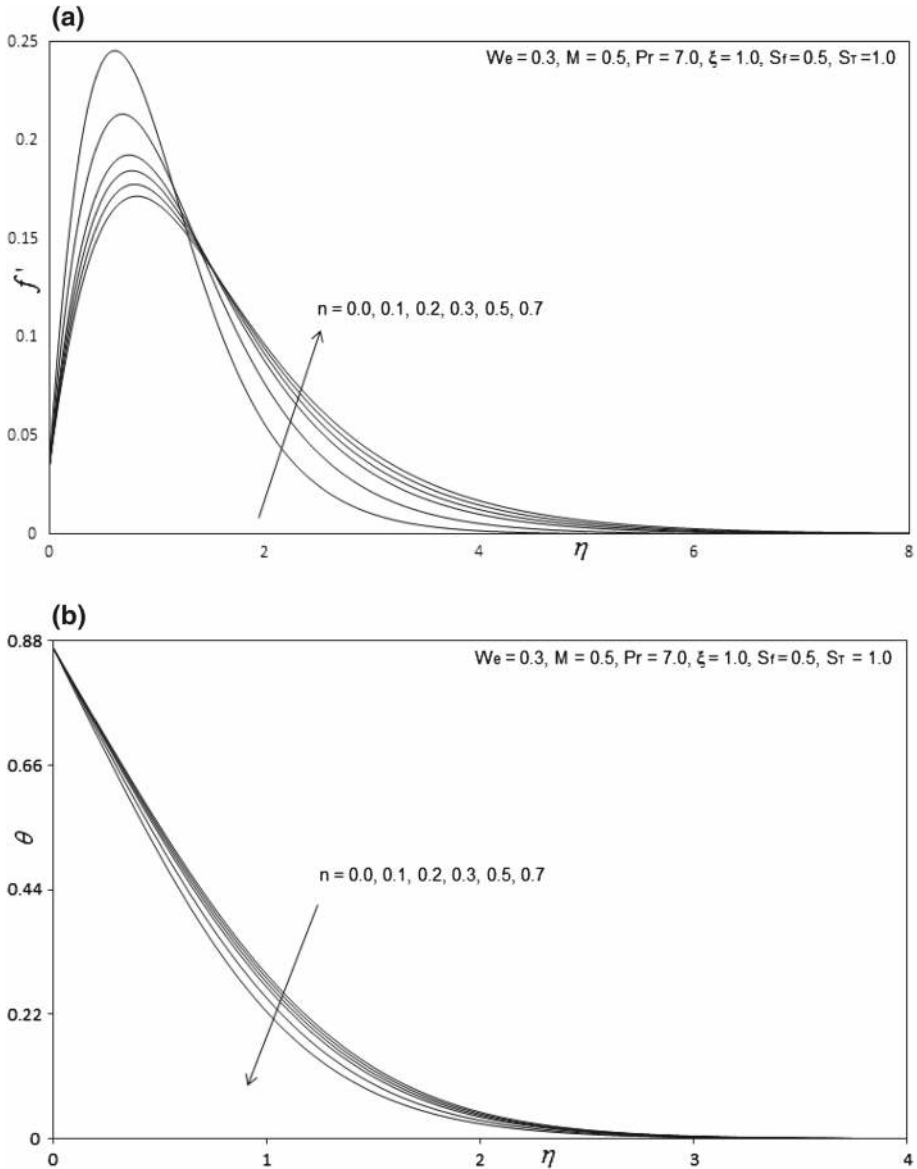 (a)
0.25
We = 0.3, M = 0.5, Pr = 7.0, ξ = 1.0, Sf = 0.5, ST = 1.0
0.2
0.15
f'
n = 0.0, 0.1, 0.2, 0.3, 0.5, 0.7
0.1
0.05
0
0 2 4 η 6 8
(b)
0.88
We = 0.3, M = 0.5, Pr = 7.0, ξ = 1.0, Sf = 0.5, ST = 1.0
0.66
θ
n = 0.0, 0.1, 0.2, 0.3, 0.5, 0.7
0.44
0.22
0
0 1 2 η 3 4